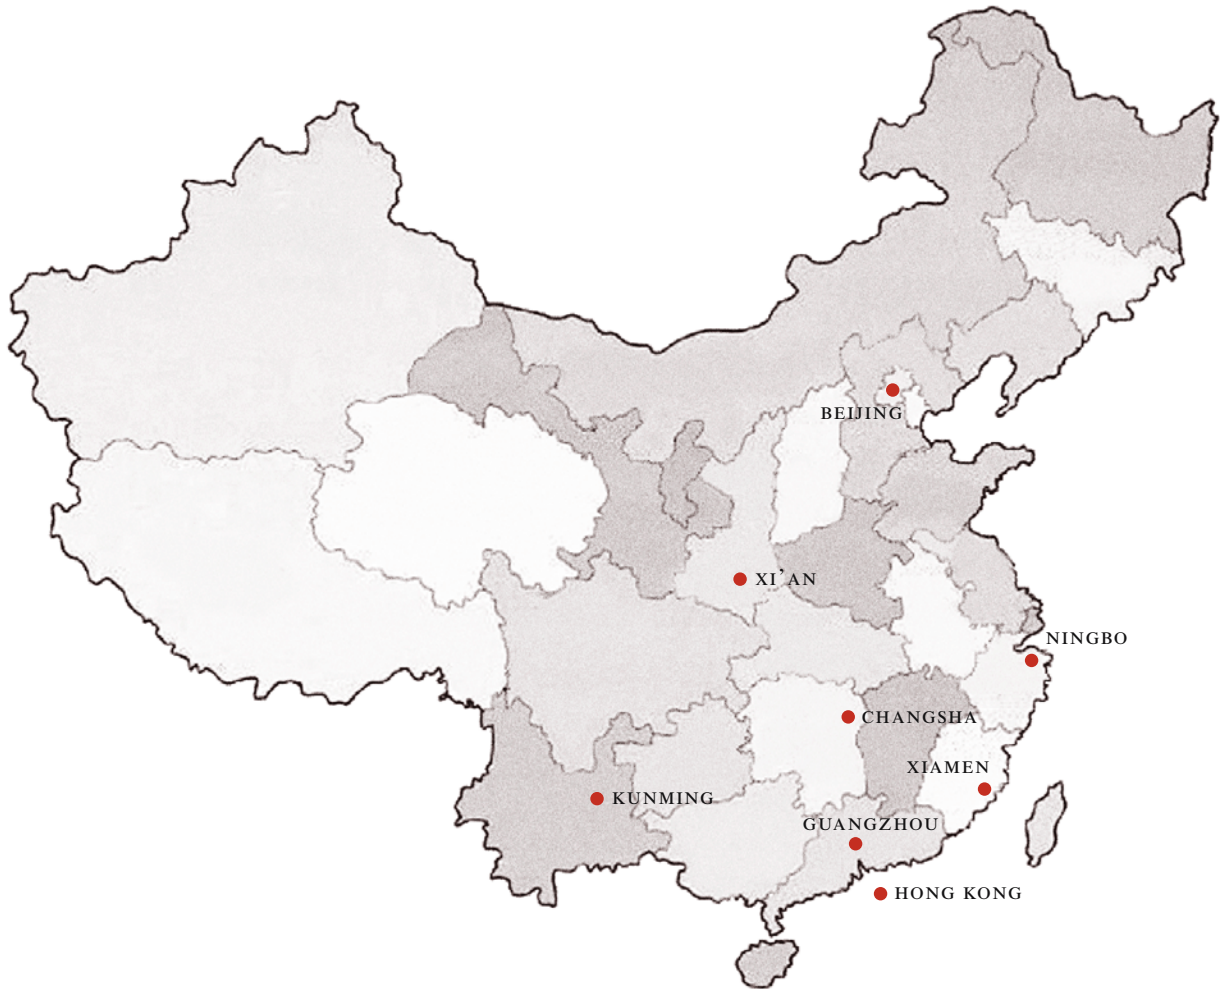 BEIJING
XI’AN
NINGBO
CHANGSHA
XIAMEN
KUNMING
GUANGZHOU
HONG KONG